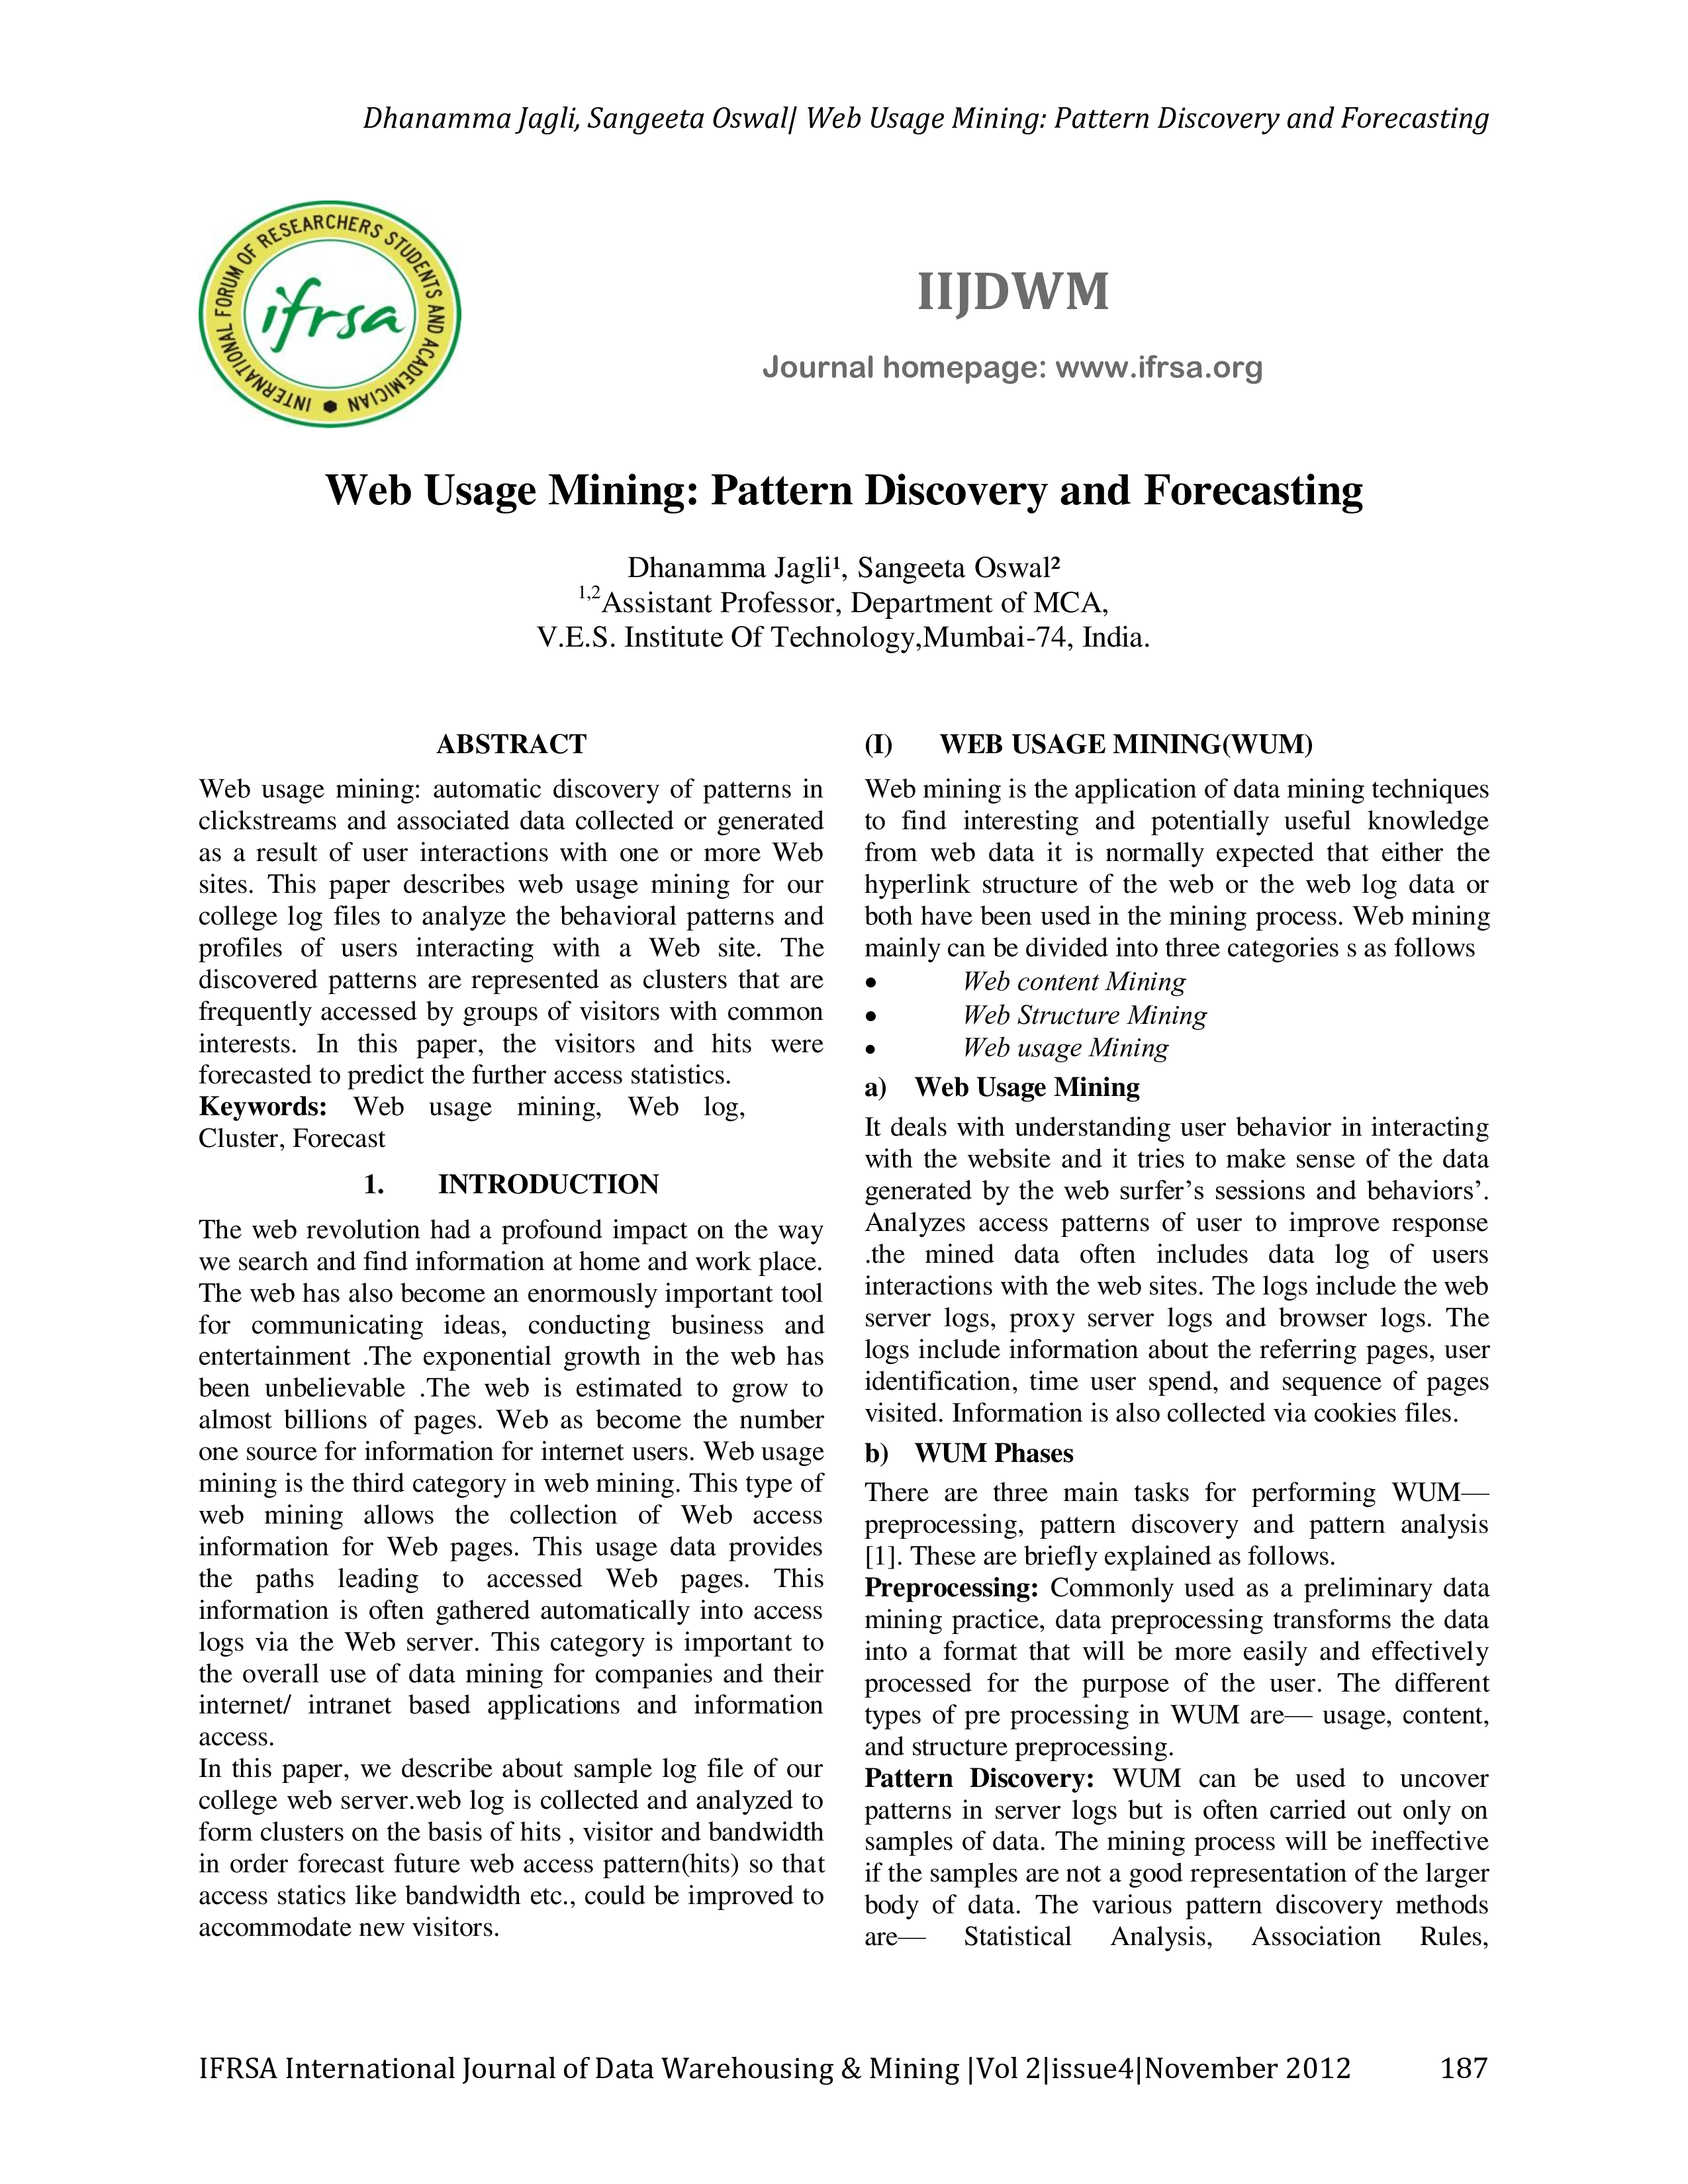 Dhanamma Jagli, Sangeeta Oswal| Web Usage Mining: Pattern Discovery and Forecasting
INTERNATIONAL FORUM OF RESEARCHERS STUDENTS AND ACADEMICIAN
ifrsa
IIJDWM
Journal homepage: www.ifrsa.org
Web Usage Mining: Pattern Discovery and Forecasting
Dhanamma Jagli¹, Sangeeta Oswal²
1,2Assistant Professor, Department of MCA,
V.E.S. Institute Of Technology,Mumbai-74, India.
ABSTRACT
Web usage mining: automatic discovery of patterns in
clickstreams and associated data collected or generated
as a result of user interactions with one or more Web
sites. This paper describes web usage mining for our
college log files to analyze the behavioral patterns and
profiles of users interacting with a Web site. The
discovered patterns are represented as clusters that are
frequently accessed by groups of visitors with common
interests. In this paper, the visitors and hits were
forecasted to predict the further access statistics.
Keywords: Web usage mining, Web log,
Cluster, Forecast
1. INTRODUCTION
The web revolution had a profound impact on the way
we search and find information at home and work place.
The web has also become an enormously important tool
for communicating ideas, conducting business and
entertainment .The exponential growth in the web has
been unbelievable .The web is estimated to grow to
almost billions of pages. Web as become the number
one source for information for internet users. Web usage
mining is the third category in web mining. This type of
web mining allows the collection of Web access
information for Web pages. This usage data provides
the paths leading to accessed Web pages. This
information is often gathered automatically into access
logs via the Web server. This category is important to
the overall use of data mining for companies and their
internet/ intranet based applications and information
access.
In this paper, we describe about sample log file of our
college web server.web log is collected and analyzed to
form clusters on the basis of hits , visitor and bandwidth
in order forecast future web access pattern(hits) so that
access statics like bandwidth etc., could be improved to
accommodate new visitors.
(I) WEB USAGE MINING(WUM)
Web mining is the application of data mining techniques
to find interesting and potentially useful knowledge
from web data it is normally expected that either the
hyperlink structure of the web or the web log data or
both have been used in the mining process. Web mining
mainly can be divided into three categories s as follows
• Web content Mining
• Web Structure Mining
• Web usage Mining
a) Web Usage Mining
It deals with understanding user behavior in interacting
with the website and it tries to make sense of the data
generated by the web surfer’s sessions and behaviors’.
Analyzes access patterns of user to improve response
.the mined data often includes data log of users
interactions with the web sites. The logs include the web
server logs, proxy server logs and browser logs. The
logs include information about the referring pages, user
identification, time user spend, and sequence of pages
visited. Information is also collected via cookies files.
b) WUM Phases
There are three main tasks for performing WUM—
preprocessing, pattern discovery and pattern analysis
[1]. These are briefly explained as follows.
Preprocessing: Commonly used as a preliminary data
mining practice, data preprocessing transforms the data
into a format that will be more easily and effectively
processed for the purpose of the user. The different
types of pre processing in WUM are— usage, content,
and structure preprocessing.
Pattern Discovery: WUM can be used to uncover
patterns in server logs but is often carried out only on
samples of data. The mining process will be ineffective
if the samples are not a good representation of the larger
body of data. The various pattern discovery methods
are— Statistical Analysis, Association Rules,
IFRSA International Journal of Data Warehousing & Mining |Vol 2|issue4|November 2012 187